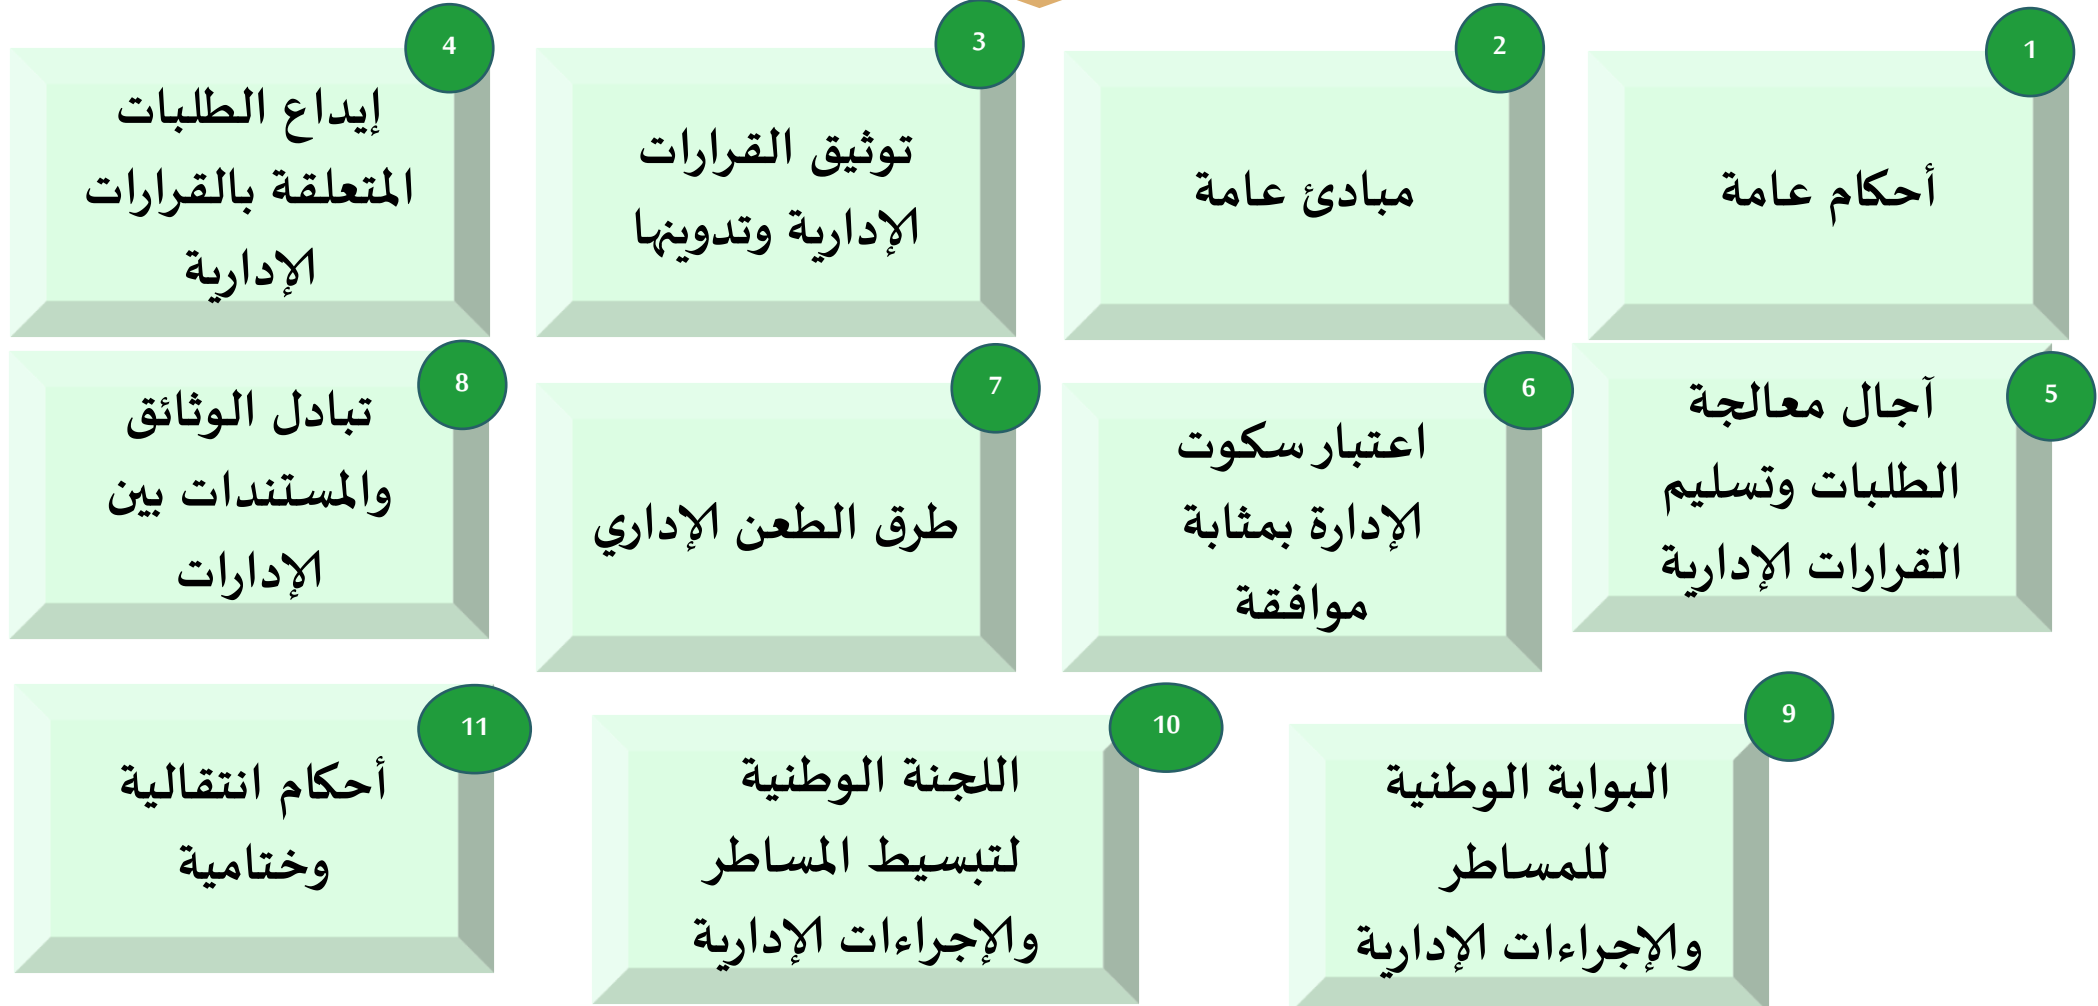 1
أحكام عامة
2
مبادئ عامة
3
توثيق القرارات
الإدارية وتدوينها
4
إيداع الطلبات
المتعلقة بالقرارات
الإدارية
5
آجال معالجة
الطلبات وتسليم
القرارات الإدارية
6
اعتبار سكوت
الإدارة بمثابة
موافقة
7
طرق الطعن الإداري
8
تبادل الوثائق
والمستندات بين
الإدارات
9
البوابة الوطنية
للمساطر
والإجراءات الإدارية
10
اللجنة الوطنية
لتبسيط المساطر
والإجراءات الإدارية
11
أحكام انتقالية
وختامية